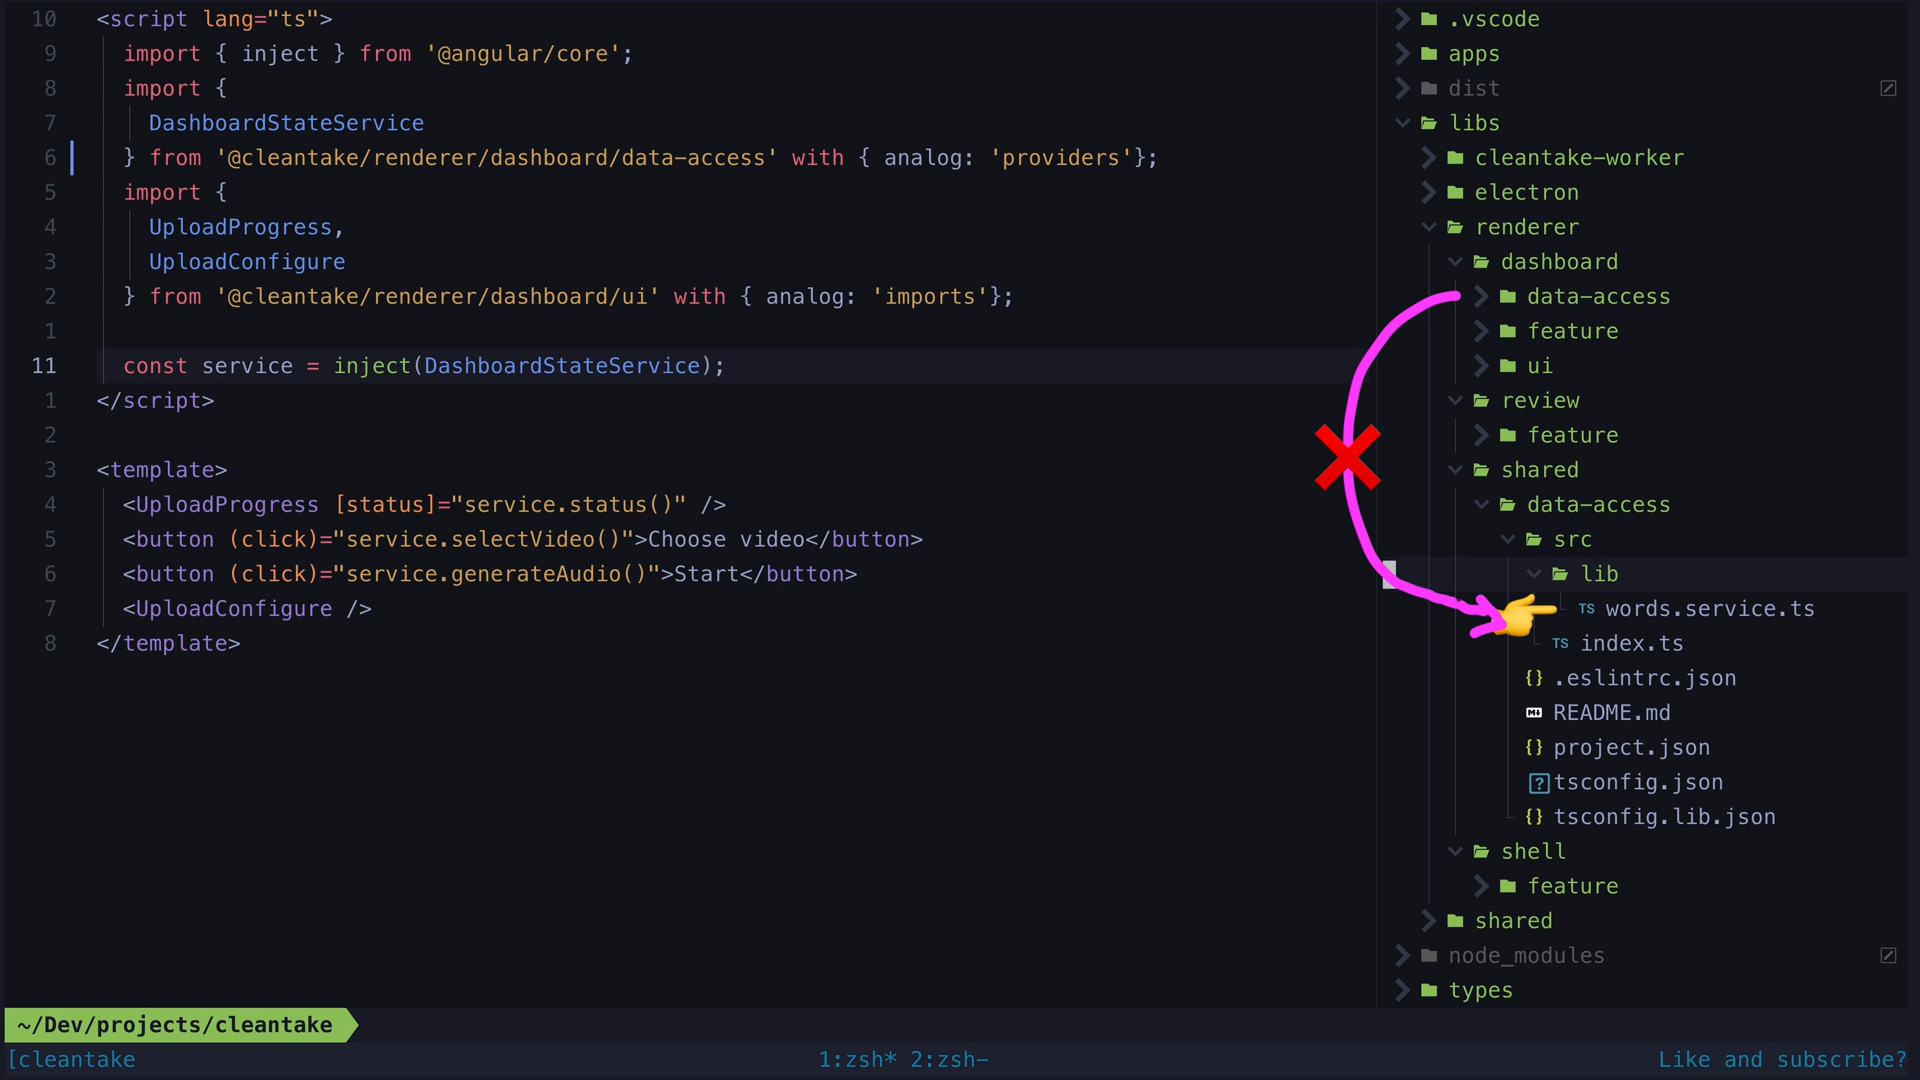 10 <script lang="ts">
9 import { inject } from '@angular/core';
8 import {
7 DashboardStateService
6 } from '@cleantake/renderer/dashboard/data-access' with { analog: 'providers'};
5 import {
4 UploadProgress,
3 UploadConfigure
2 } from '@cleantake/renderer/dashboard/ui' with { analog: 'imports'};
1
11 const service = inject(DashboardStateService);
1 </script>
2
3 <template>
4 <UploadProgress [status]="service.status()" />
5 <button (click)="service.selectVideo()">Choose video</button>
6 <button (click)="service.generateAudio()">Start</button>
7 <UploadConfigure />
8 </template>
.vscode
apps
dist
libs
cleantake-worker
electron
renderer
dashboard
data-access
feature
ui
review
feature
shared
data-access
src
lib
TS words.service.ts
TS index.ts
{} .eslintrc.json
M↓ README.md
{} project.json
? tsconfig.json
{} tsconfig.lib.json
shell
feature
shared
node_modules
types
~/Dev/projects/cleantake
[cleantake 1:zsh* 2:zsh- Like and subscribe?